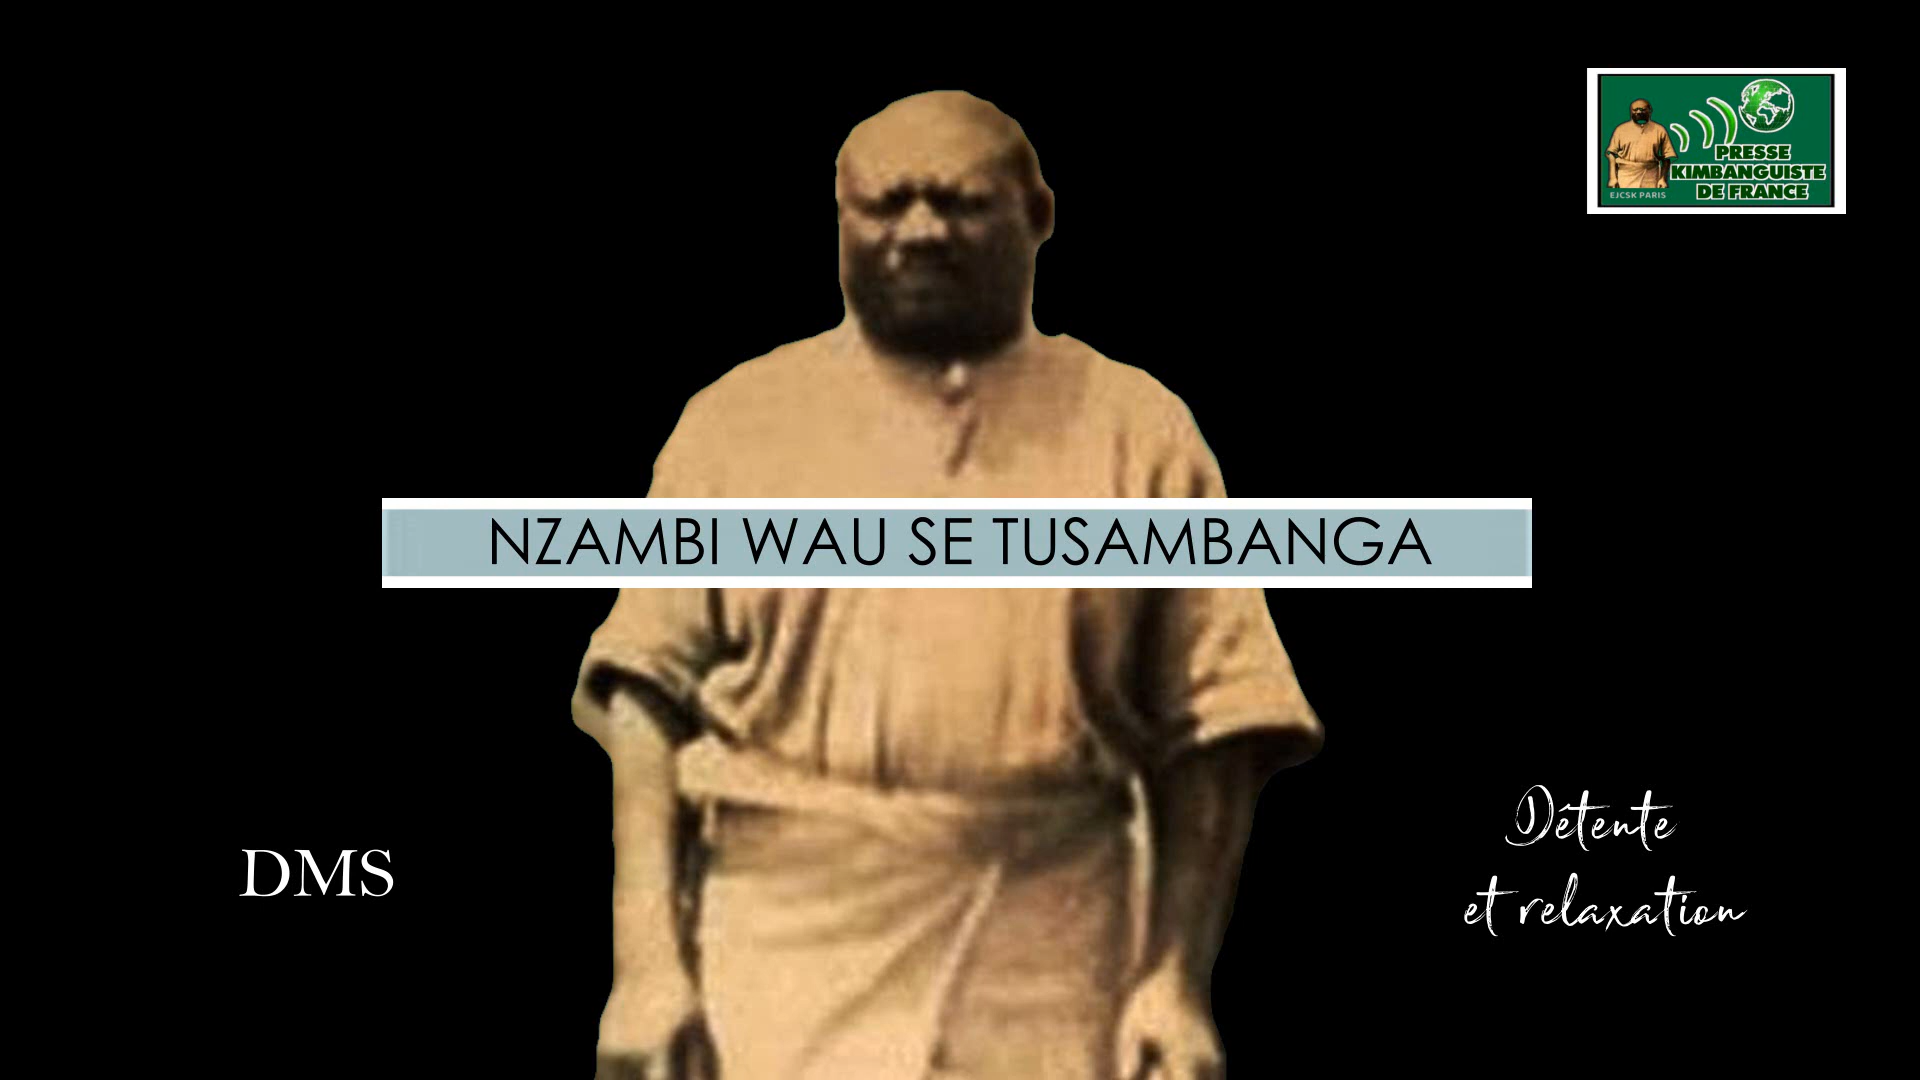 PRESSE
KIMBANGUISTE
DE FRANCE
EJCSK PARIS
NZAMBI WAU SE TUSAMBANGA
DMS
Détente
et relaxation